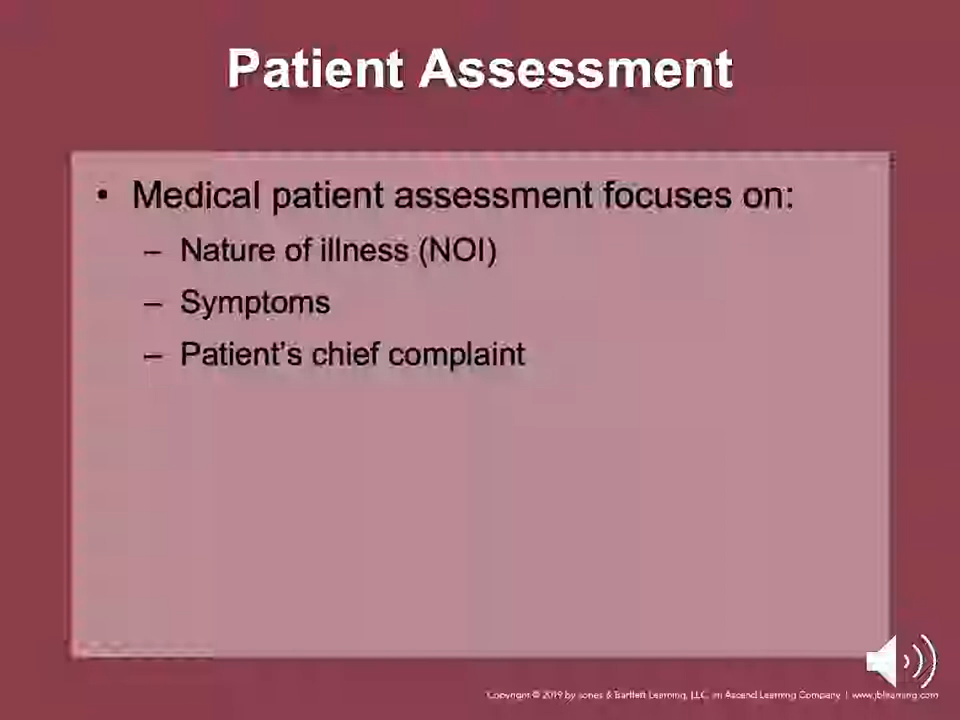 Patient Assessment
• Medical patient assessment focuses on:
– Nature of illness (NOI)
– Symptoms
– Patient's chief complaint
Copyright © 2019 by Jones & Bartlett Learning, LLC, an Ascend Learning Company | www.jblearning.com